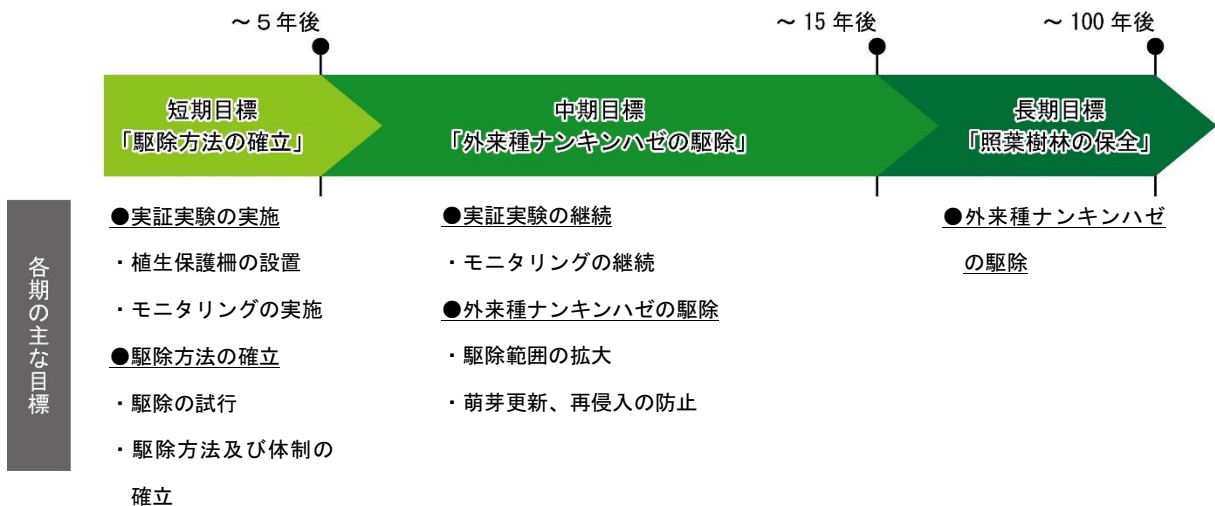 ～５年後
～ 15 年後
～ 100 年後
短期目標
「駆除方法の確立」
中期目標
「外来種ナンキンハゼの駆除」
長期目標
「照葉樹林の保全」
各期の主な目標
●実証実験の実施
・植生保護柵の設置
・モニタリングの実施
●駆除方法の確立
・駆除の試行
・駆除方法及び体制の
確立
●実証実験の継続
・モニタリングの継続
●外来種ナンキンハゼの駆除
・駆除範囲の拡大
・萌芽更新、再侵入の防止
●外来種ナンキンハゼ
の駆除